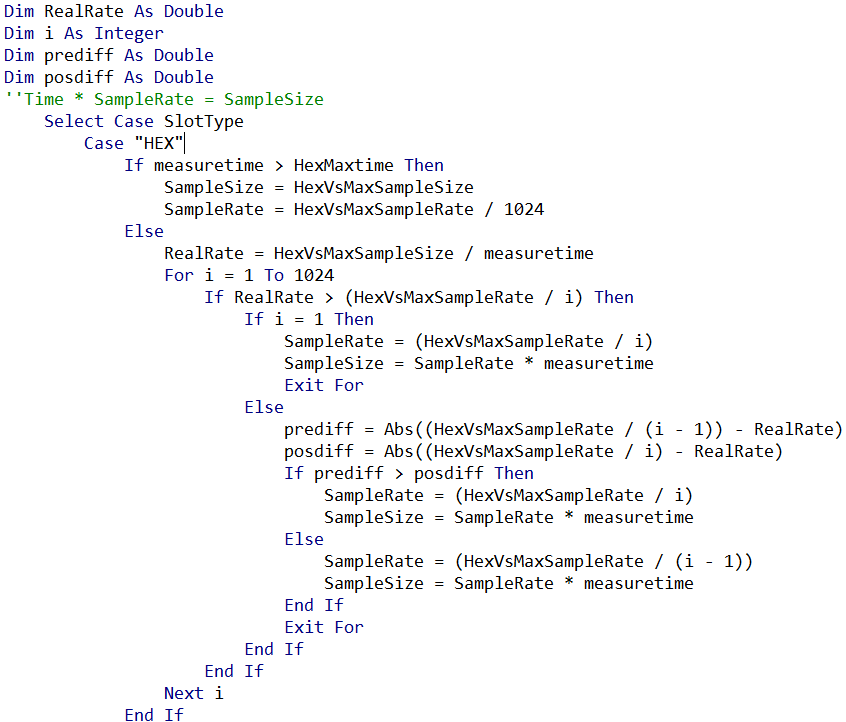 Dim RealRate As Double
Dim i As Integer
Dim prediff As Double
Dim posdiff As Double
''Time * SampleRate = SampleSize
    Select Case SlotType
        Case "HEX"
            If measuretime > HexMaxtime Then
                SampleSize = HexVsMaxSampleSize
                SampleRate = HexVsMaxSampleRate / 1024
            Else
                RealRate = HexVsMaxSampleSize / measuretime
                For i = 1 To 1024
                    If RealRate > (HexVsMaxSampleRate / i) Then
                        If i = 1 Then
                            SampleRate = (HexVsMaxSampleRate / i)
                            SampleSize = SampleRate * measuretime
                            Exit For
                        Else
                            prediff = Abs((HexVsMaxSampleRate / (i - 1)) - RealRate)
                            posdiff = Abs((HexVsMaxSampleRate / i) - RealRate)
                            If prediff > posdiff Then
                                SampleRate = (HexVsMaxSampleRate / i)
                                SampleSize = SampleRate * measuretime
                            Else
                                SampleRate = (HexVsMaxSampleRate / (i - 1))
                                SampleSize = SampleRate * measuretime
                            End If
                            Exit For
                        End If
                    End If
                Next i
            End If